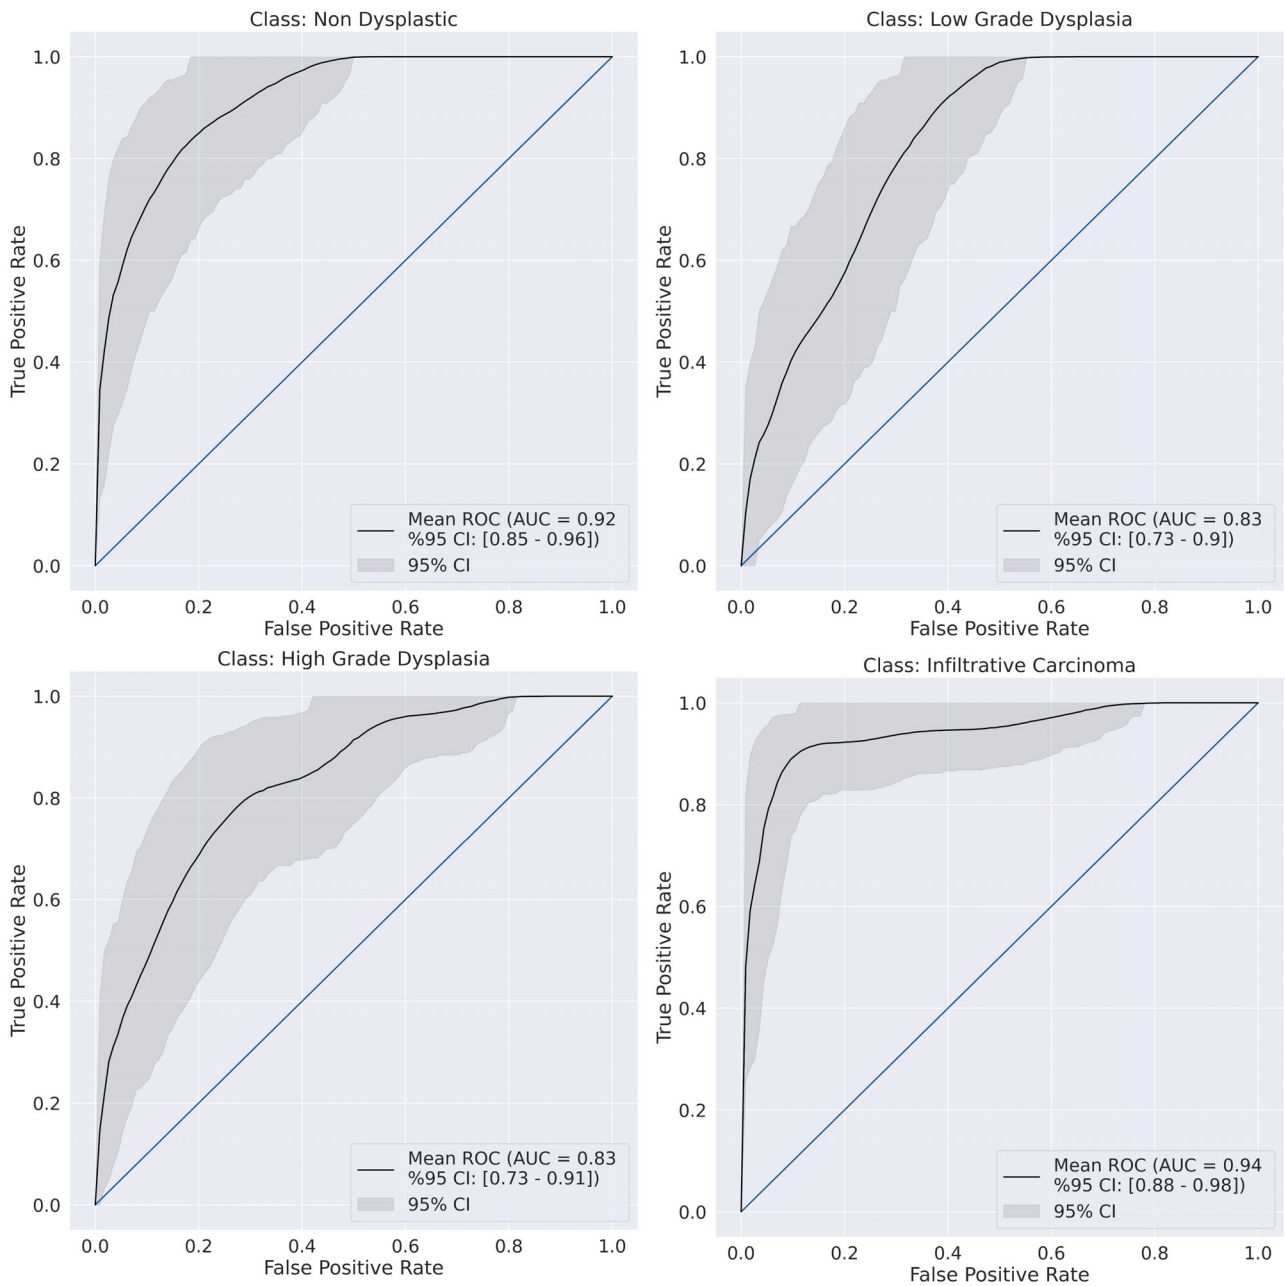 Class: Non Dysplastic
True Positive Rate
1.0
0.8
0.6
0.4
0.2
0.0
Mean ROC (AUC = 0.92
%95 CI: [0.85 - 0.96])
95% CI
0.0 0.2 0.4 0.6 0.8 1.0
False Positive Rate
Class: Low Grade Dysplasia
True Positive Rate
1.0
0.8
0.6
0.4
0.2
0.0
Mean ROC (AUC = 0.83
%95 CI: [0.73 - 0.9])
95% CI
0.0 0.2 0.4 0.6 0.8 1.0
False Positive Rate
Class: High Grade Dysplasia
True Positive Rate
1.0
0.8
0.6
0.4
0.2
0.0
Mean ROC (AUC = 0.83
%95 CI: [0.73 - 0.91])
95% CI
0.0 0.2 0.4 0.6 0.8 1.0
False Positive Rate
Class: Infiltrative Carcinoma
True Positive Rate
1.0
0.8
0.6
0.4
0.2
0.0
Mean ROC (AUC = 0.94
%95 CI: [0.88 - 0.98])
95% CI
0.0 0.2 0.4 0.6 0.8 1.0
False Positive Rate